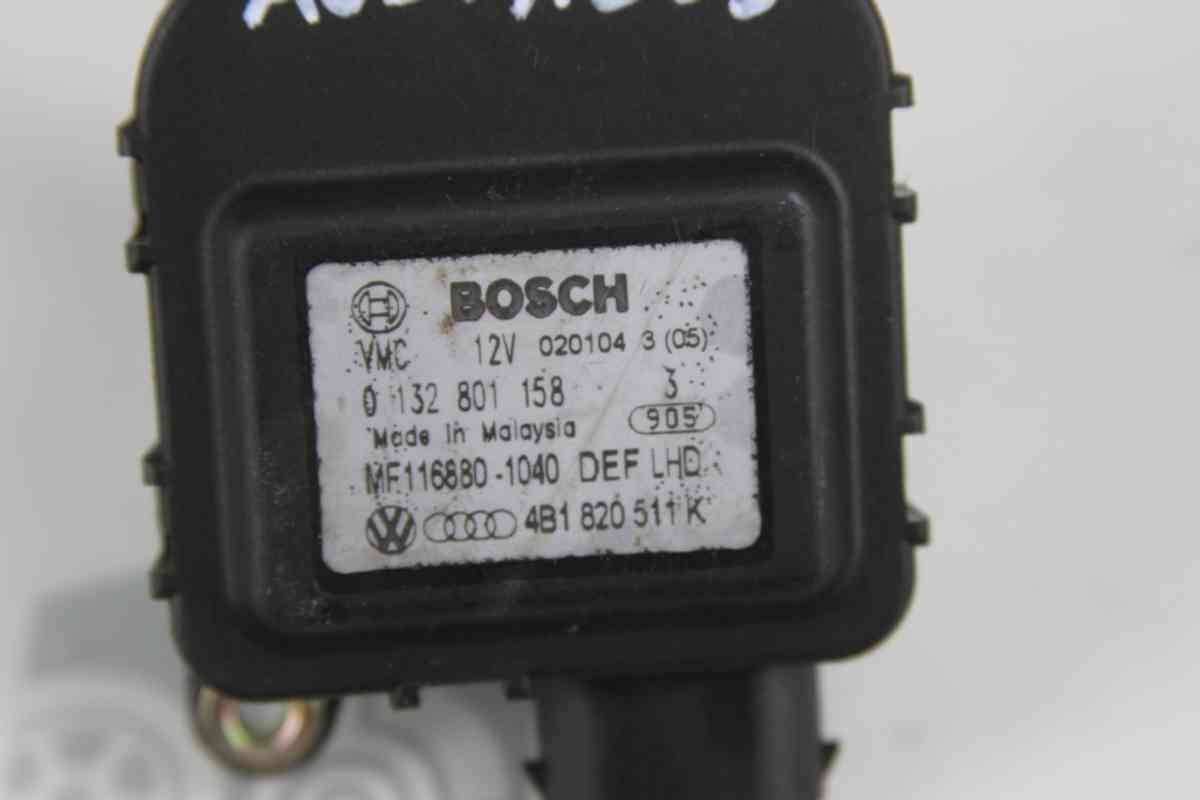 BOSCH
VMC 12V 020104 3 (05)
0 132 801 158 3
Made In Malaysia 905
MF116880-1040 DEF LHD
VW 4B1 820 511 K